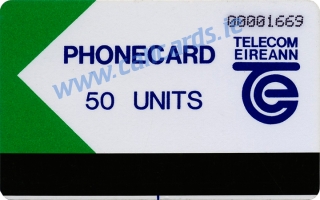 00001669
PHONECARD
TELECOM
EIREANN
50 UNITS
www.callcards.ie